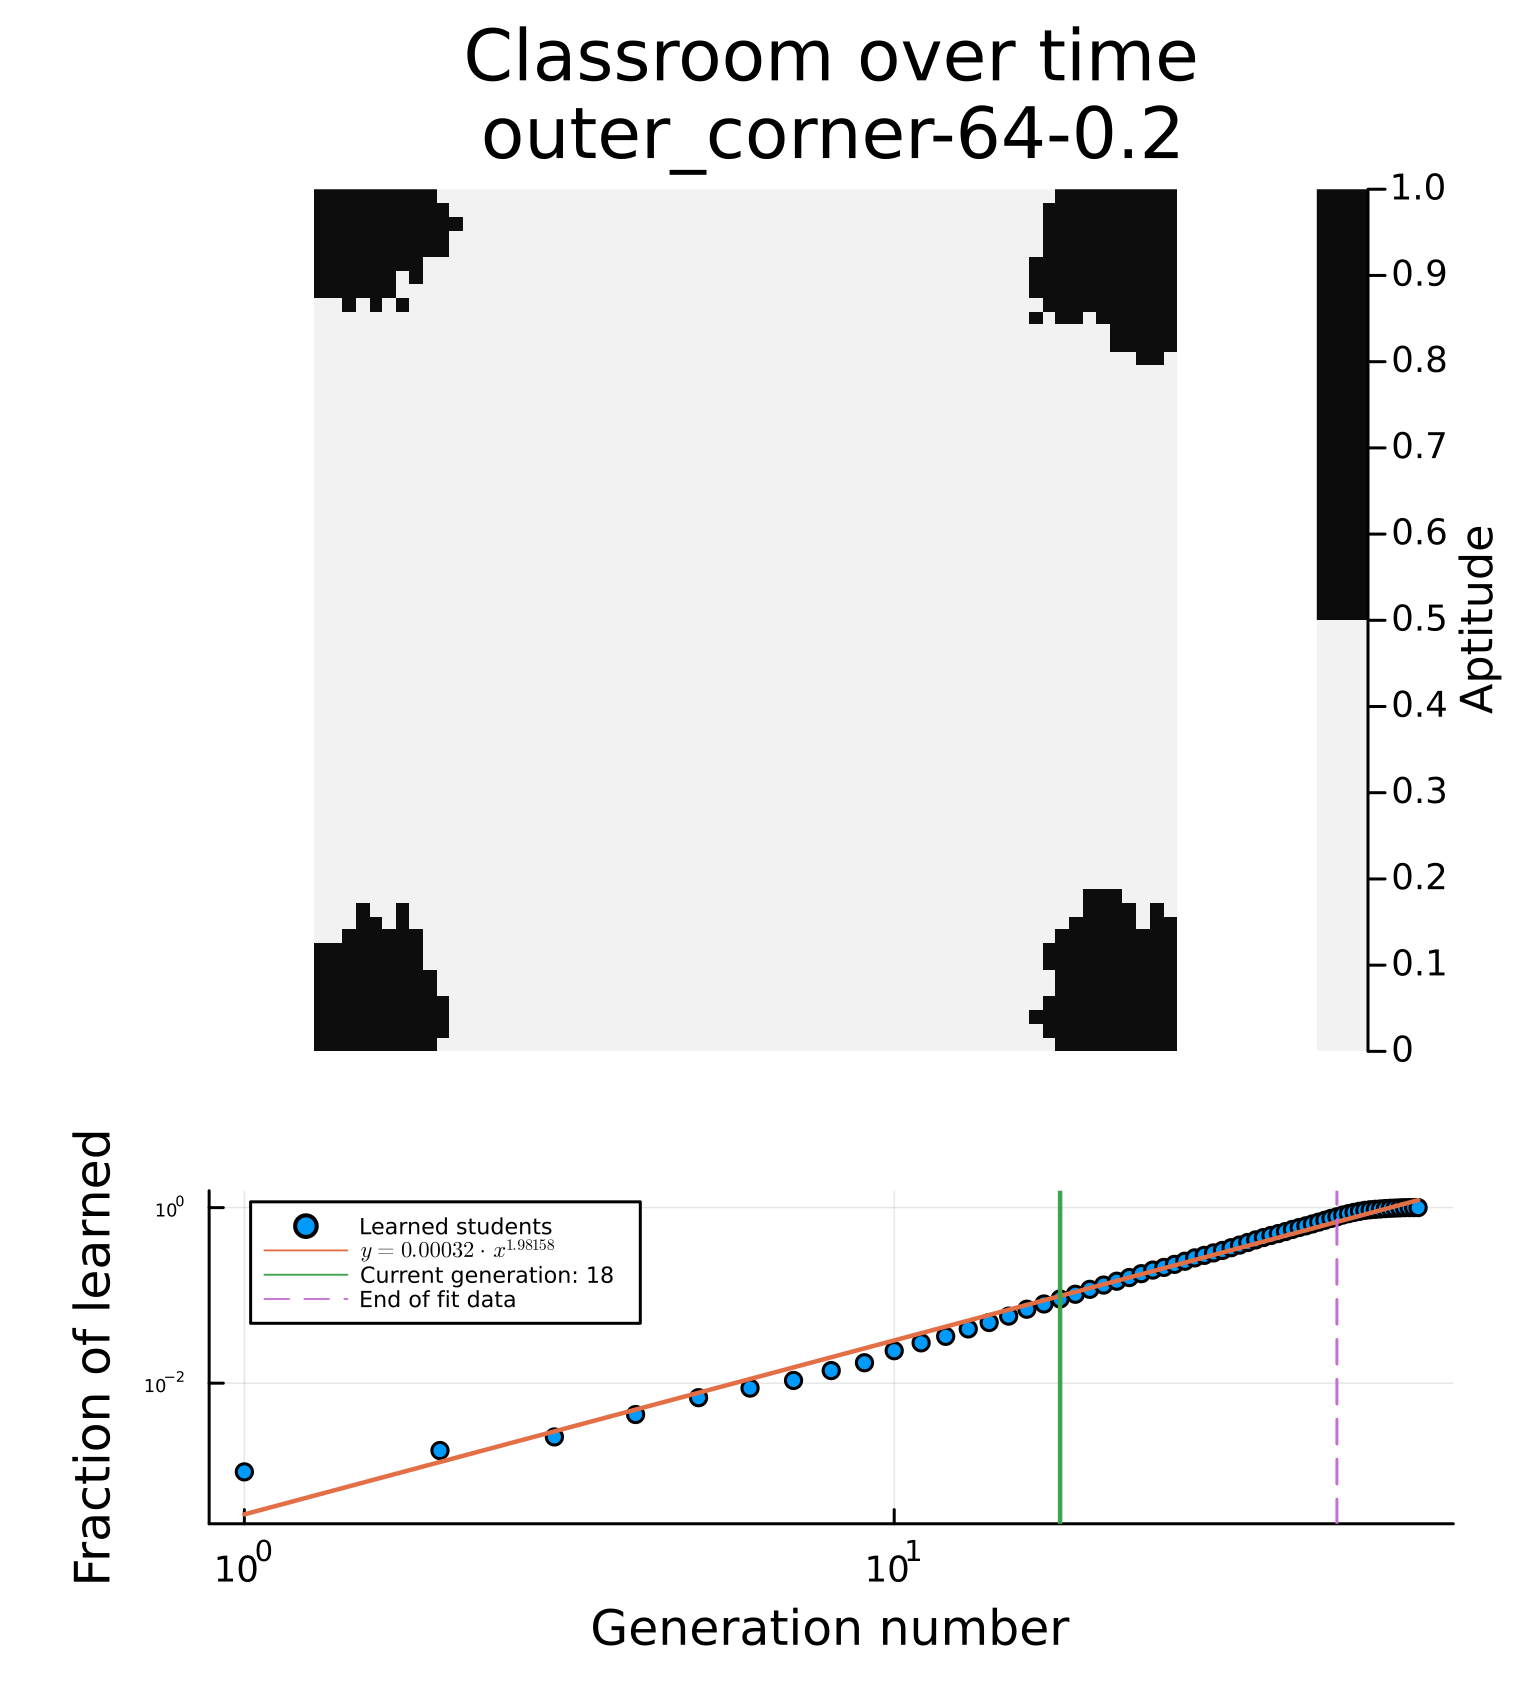 Classroom over time
outer_corner-64-0.2
1.0
0.9
0.8
0.7
0.6
0.5
0.4
0.3
0.2
0.1
0
Aptitude
Fraction of learned
10^0
10^-2
Learned students
y = 0.00032 · x^1.98158
Current generation: 18
End of fit data
10^0
10^1
Generation number